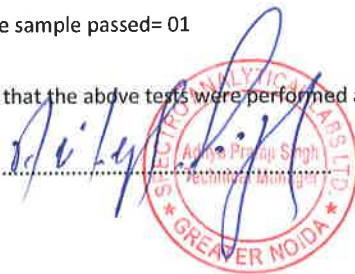 e sample passed= 01
that the above tests were performed a
SPECTRO ANALYTICAL LABS LTD.
Aditya Pratap Singh
Technical Manager
* GREATER NOIDA *